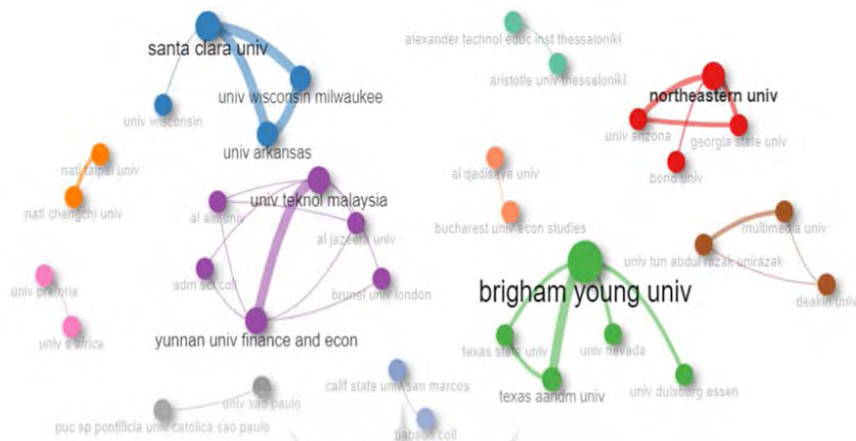 alexander technol educ inst thessaloniki
santa clara univ
aristotle univ thessaloniki
univ wisconsin milwaukee
northeastern univ
univ wisconsin
univ arizona
georgia state univ
univ arkansas
natl taipei univ
al qadiseya univ
bond univ
univ teknol malaysia
natl chengchi univ
al ain univ
bucharest univ econ studies
multimedia univ
al jazeera univ
univ tun abdul razak unirazak
adm sci coll
brunel univ london
brigham young univ
deakin univ
univ pretoria
univ s africa
yunnan univ finance and econ
texas state univ
univ nevada
calif state univ san marcos
texas aandm univ
univ duisburg essen
univ sao paulo
puc sp pontificia univ catolica sao paulo
babson coll